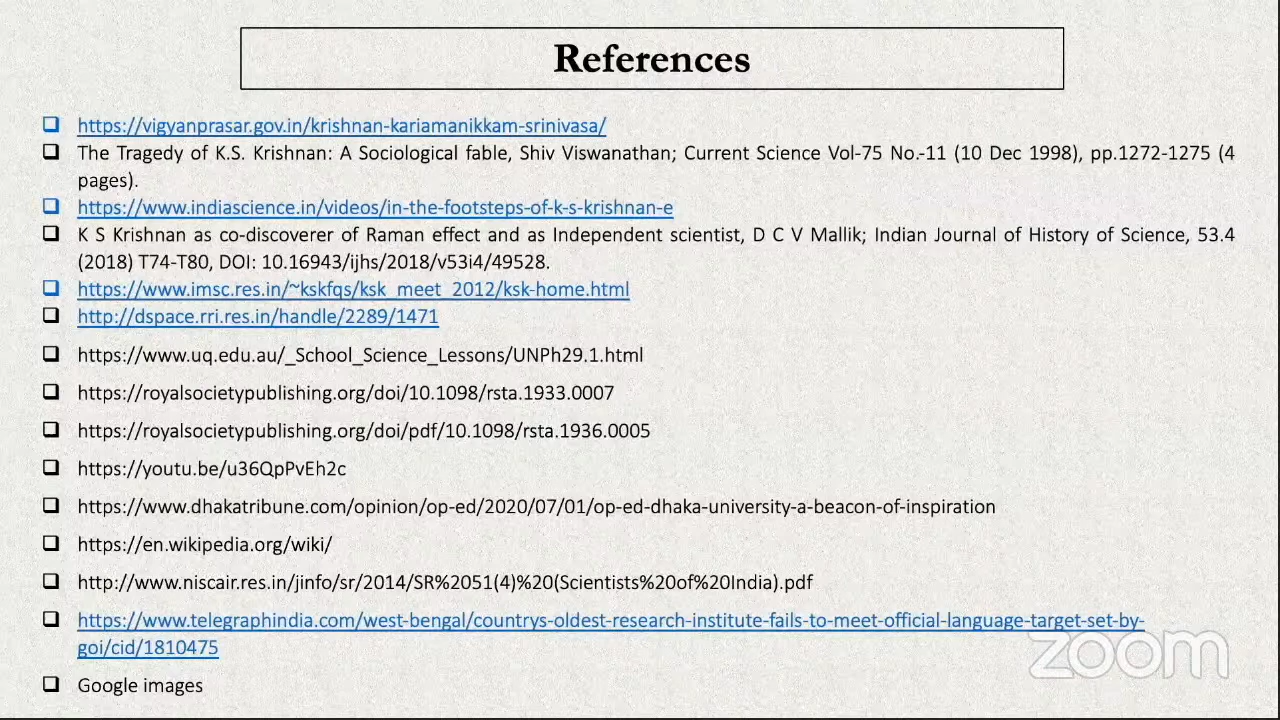 References
https://vigyanprasar.gov.in/krishnan-kariamanikkam-srinivasa/
The Tragedy of K.S. Krishnan: A Sociological fable, Shiv Viswanathan; Current Science Vol-75 No.-11 (10 Dec 1998), pp.1272-1275 (4
pages).
https://www.indiascience.in/videos/in-the-footsteps-of-k-s-krishnan-e
K S Krishnan as co-discoverer of Raman effect and as Independent scientist, D C V Mallik; Indian Journal of History of Science, 53.4
(2018) T74-T80, DOI: 10.16943/ijhs/2018/v53i4/49528.
https://www.imsc.res.in/~kskfqs/ksk_meet_2012/ksk-home.html
http://dspace.rri.res.in/handle/2289/1471
https://www.uq.edu.au/_School_Science_Lessons/UNPh29.1.html
https://royalsocietypublishing.org/doi/10.1098/rsta.1933.0007
https://royalsocietypublishing.org/doi/pdf/10.1098/rsta.1936.0005
https://youtu.be/u36QpPvEh2c
https://www.dhakatribune.com/opinion/op-ed/2020/07/01/op-ed-dhaka-university-a-beacon-of-inspiration
https://en.wikipedia.org/wiki/
http://www.niscair.res.in/jinfo/sr/2014/SR%2051(4)%20(Scientists%20of%20India).pdf
https://www.telegraphindia.com/west-bengal/countrys-oldest-research-institute-fails-to-meet-official-language-target-set-by-
goi/cid/1810475
zoom
Google images